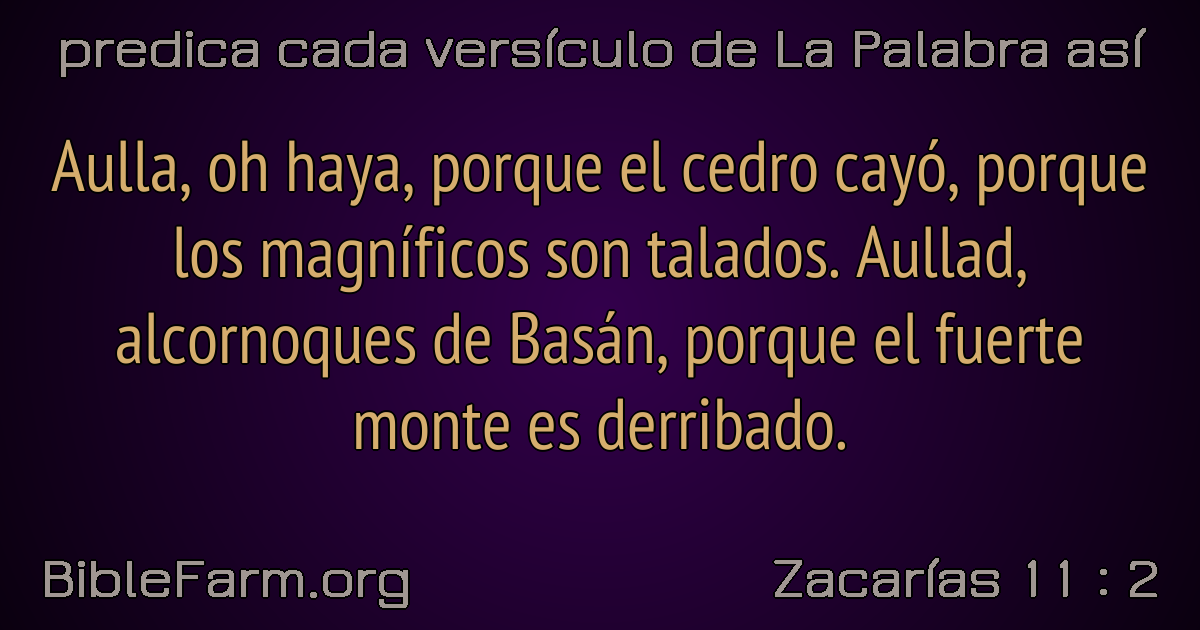 predica cada versículo de La Palabra así
Aulla, oh haya, porque el cedro cayó, porque
los magníficos son talados. Aullad,
alcornoques de Basán, porque el fuerte
monte es derribado.
BibleFarm.org
Zacarías 11 : 2